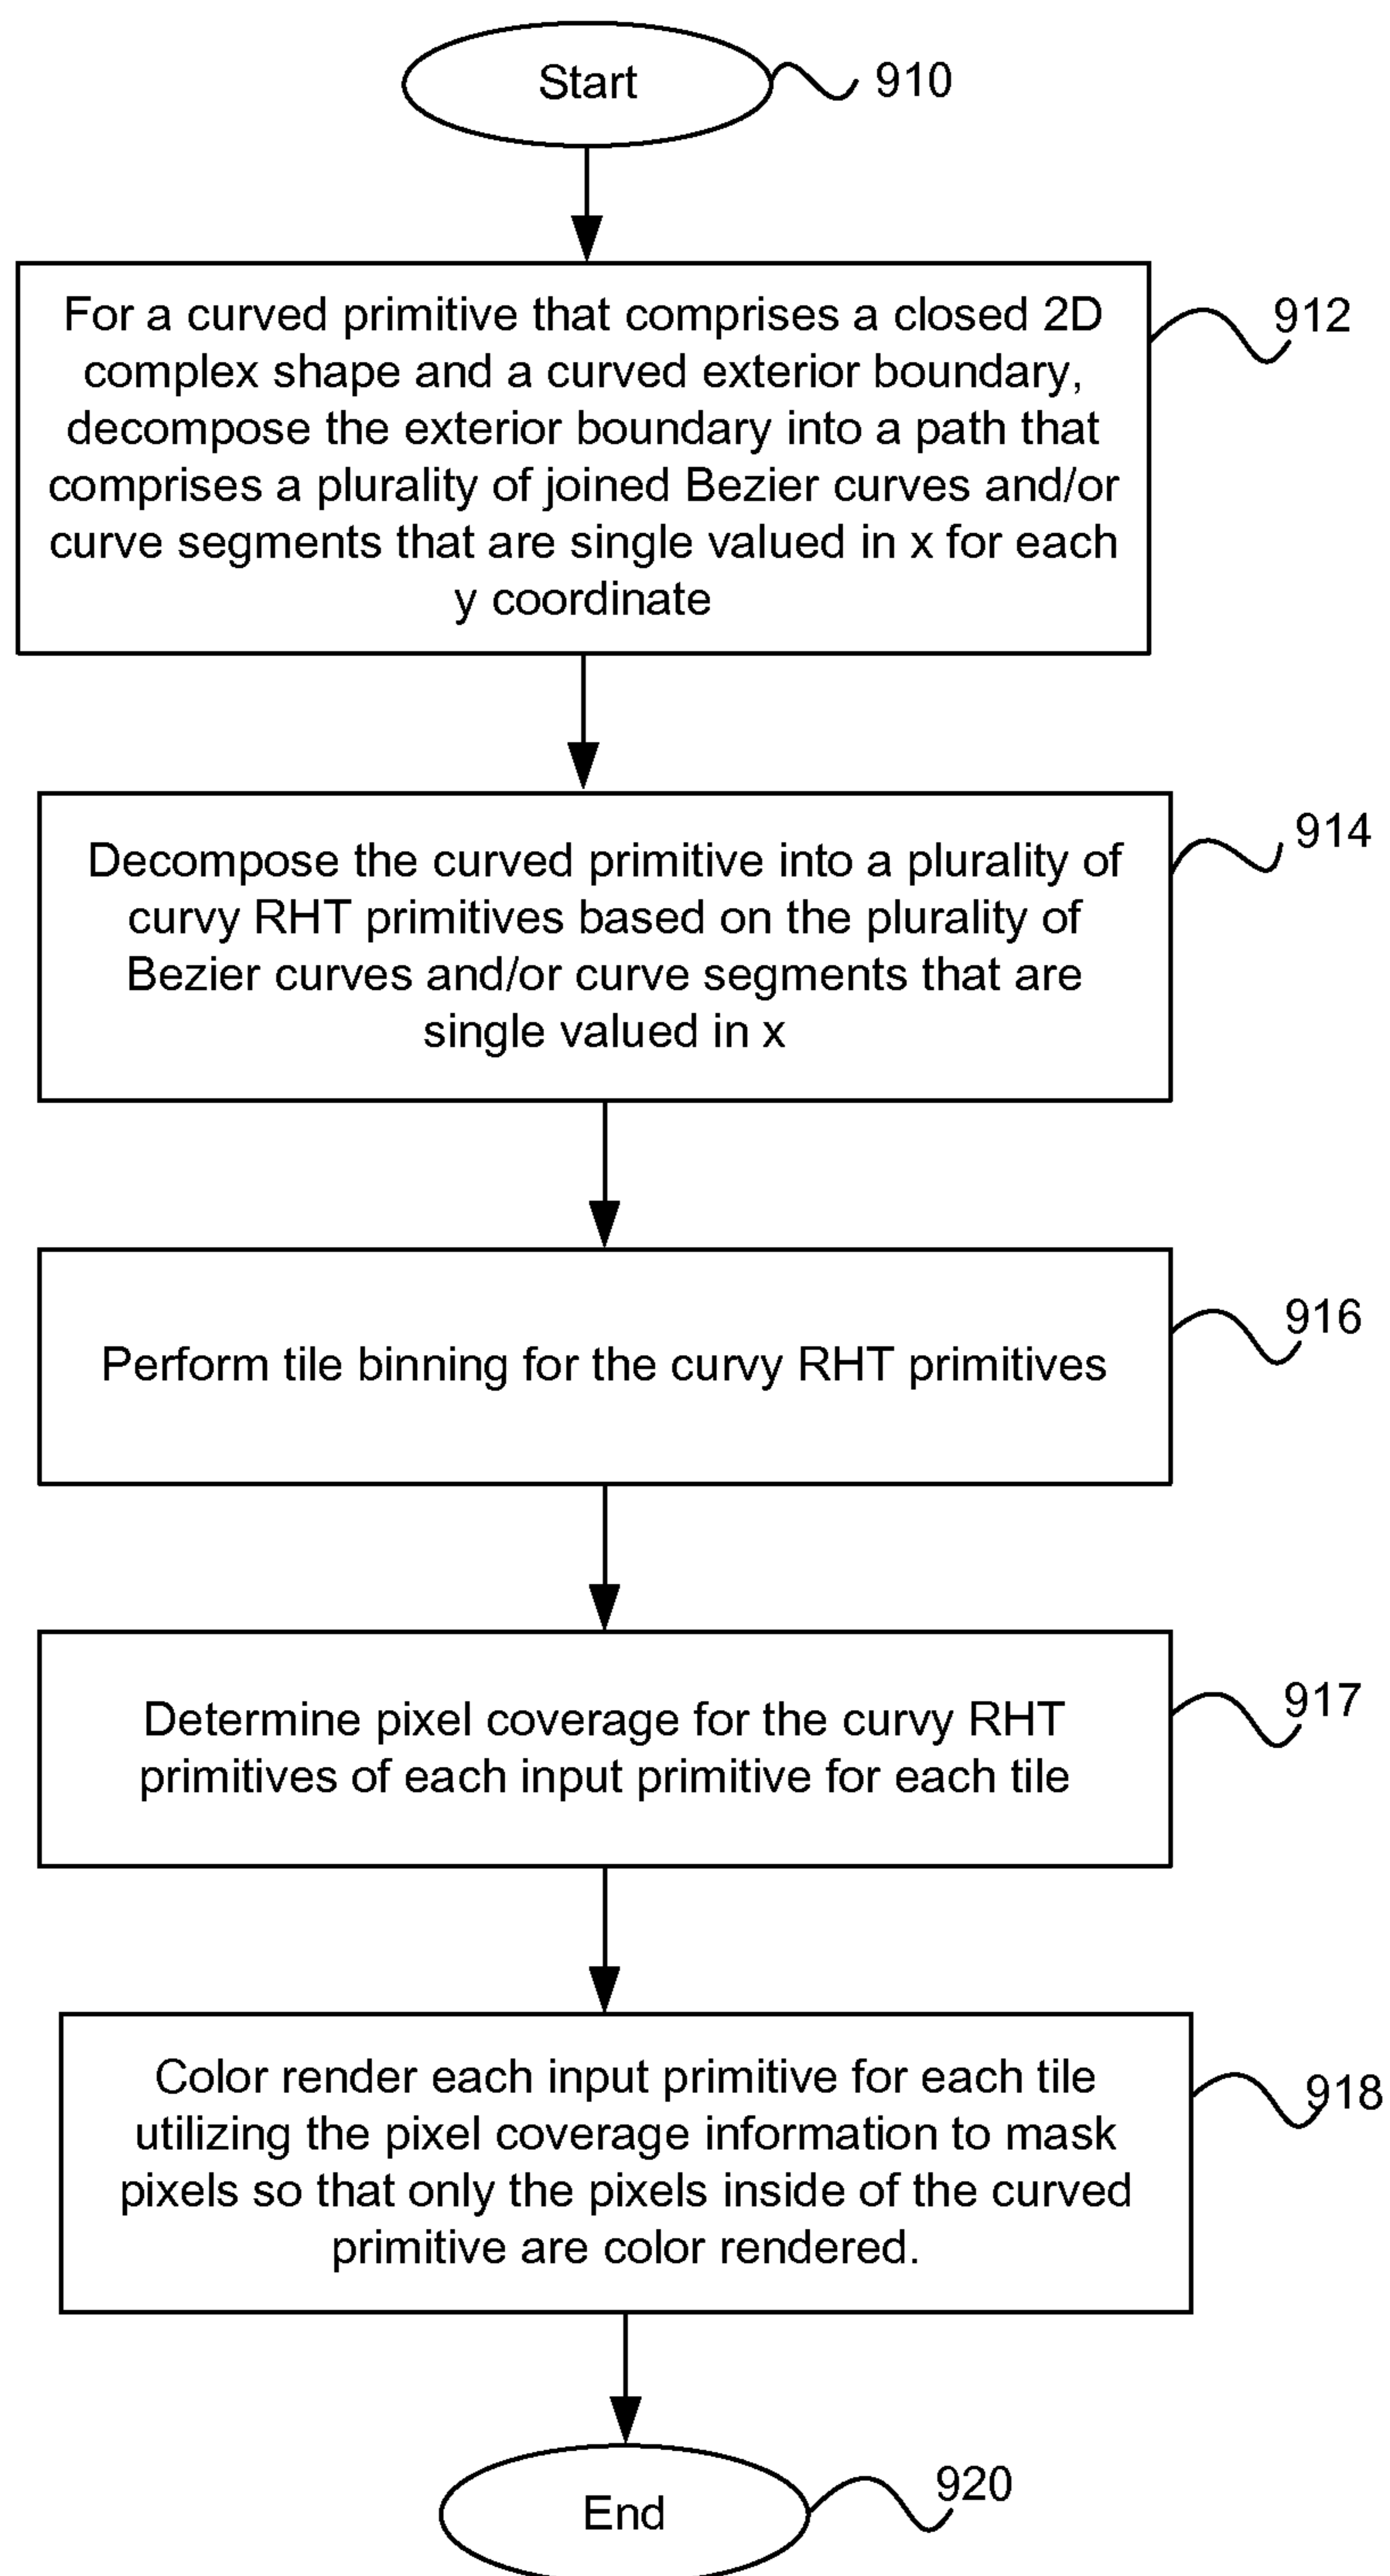 Start
910
For a curved primitive that comprises a closed 2D
complex shape and a curved exterior boundary,
decompose the exterior boundary into a path that
comprises a plurality of joined Bezier curves and/or
curve segments that are single valued in x for each
y coordinate
912
Decompose the curved primitive into a plurality of
curvy RHT primitives based on the plurality of
Bezier curves and/or curve segments that are
single valued in x
914
Perform tile binning for the curvy RHT primitives
916
Determine pixel coverage for the curvy RHT
primitives of each input primitive for each tile
917
Color render each input primitive for each tile
utilizing the pixel coverage information to mask
pixels so that only the pixels inside of the curved
primitive are color rendered.
918
End
920